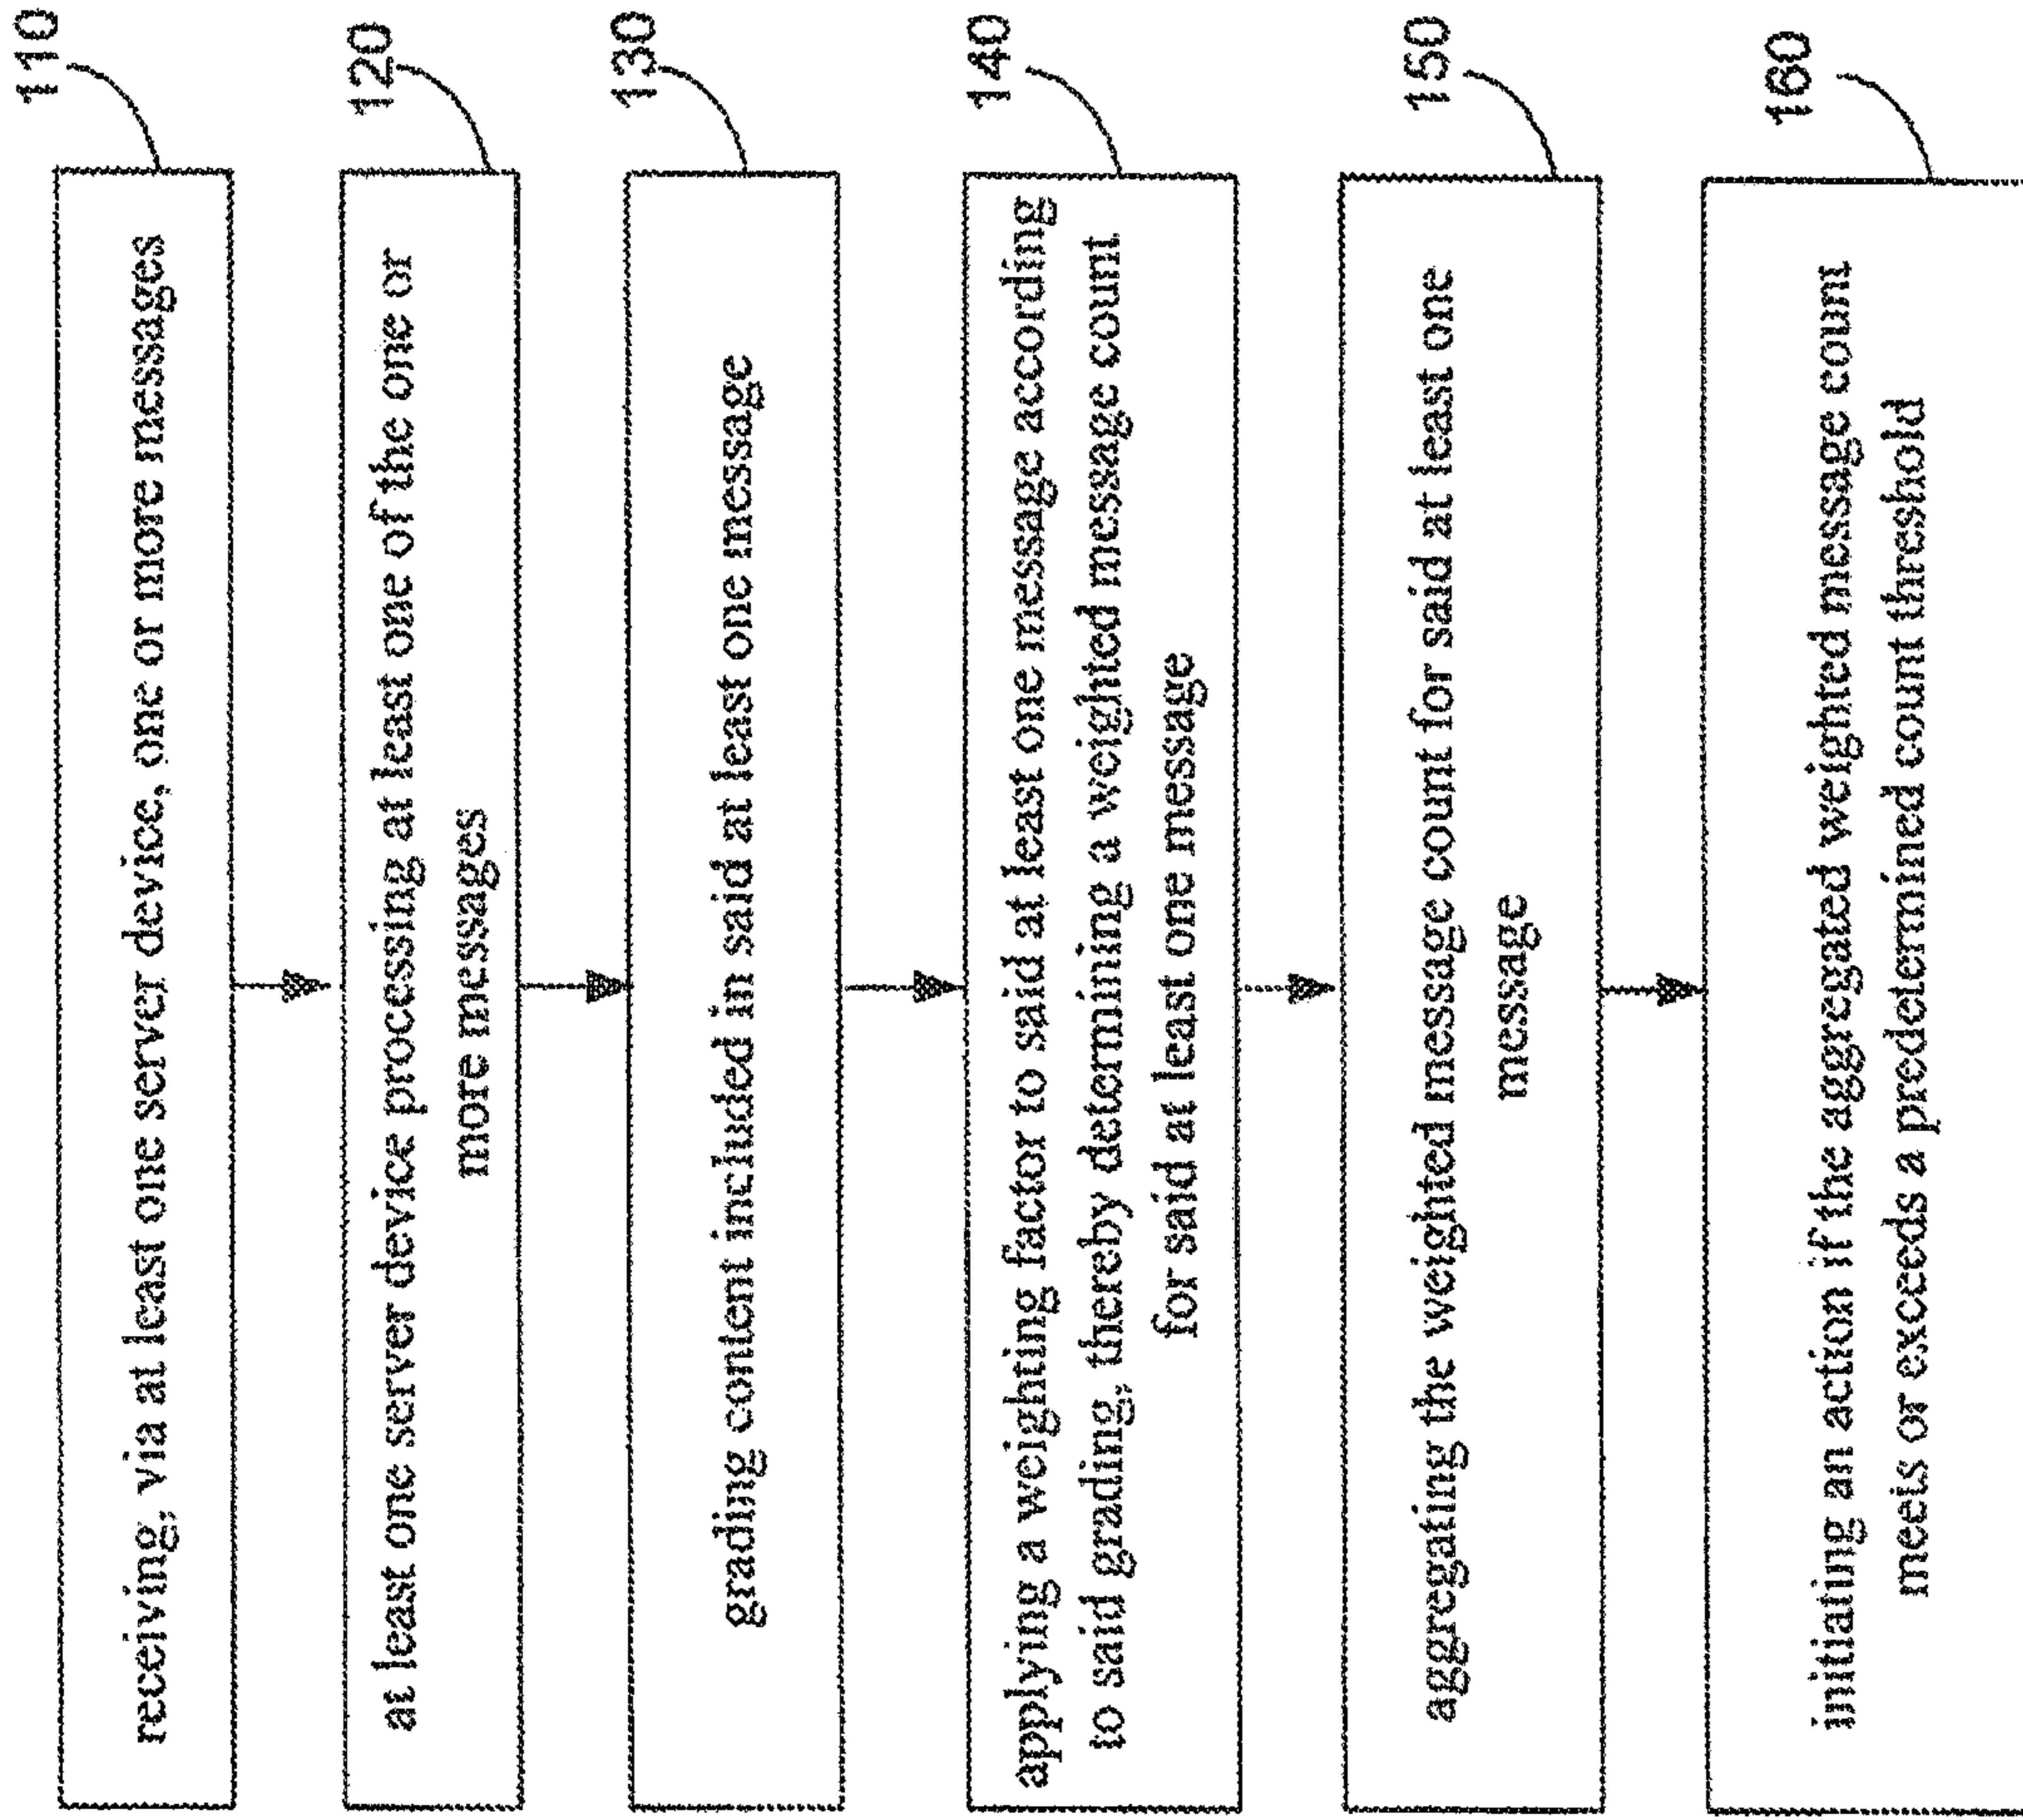 receiving, via at least one server device, one or more messages
110
at least one server device processing at least one of the one or
more messages
120
grading content included in said at least one message
130
applying a weighting factor to said at least one message according
to said grading, thereby determining a weighted message count
for said at least one message
140
aggregating the weighted message count for said at least one
message
150
initiating an action if the aggregated weighted message count
meets or exceeds a predetermined count threshold
160